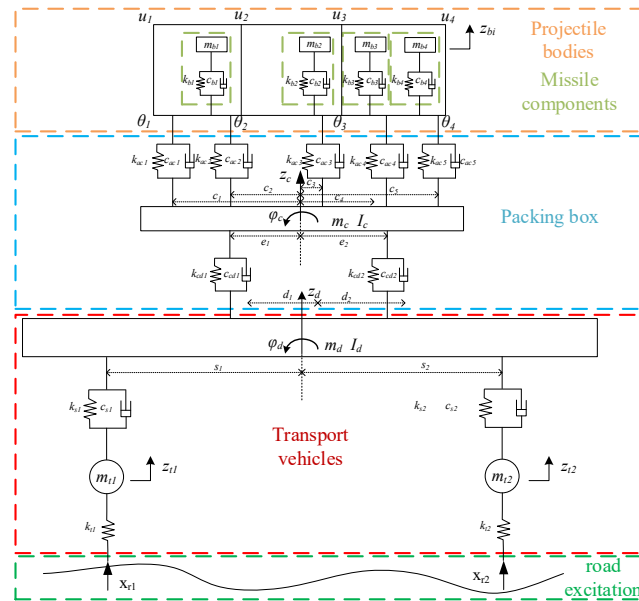 u1 u2 u3 u4
zbi
Projectile
bodies
mb1 mb2 mb3 mb4
kb1 cb1 kb2 cb2 kb3 cb3 kb4 cb4
Missile
components
θ1 θ2 θ3 θ4
kac1 cac1 kac2 cac2 kac3 cac3 kac4 cac4 kac5 cac5
zc
c3
c2 c5
c1 c4
φc mc Ic
Packing box
e1 e2
kcd1 ccd1 kcd2 ccd2
d1 zd d2
φd md Id
s1 s2
ks1 cs1 ks2 cs2
Transport
vehicles
mt1 zt1 mt2 zt2
kt1 kt2
xr1 xr2
road
excitation